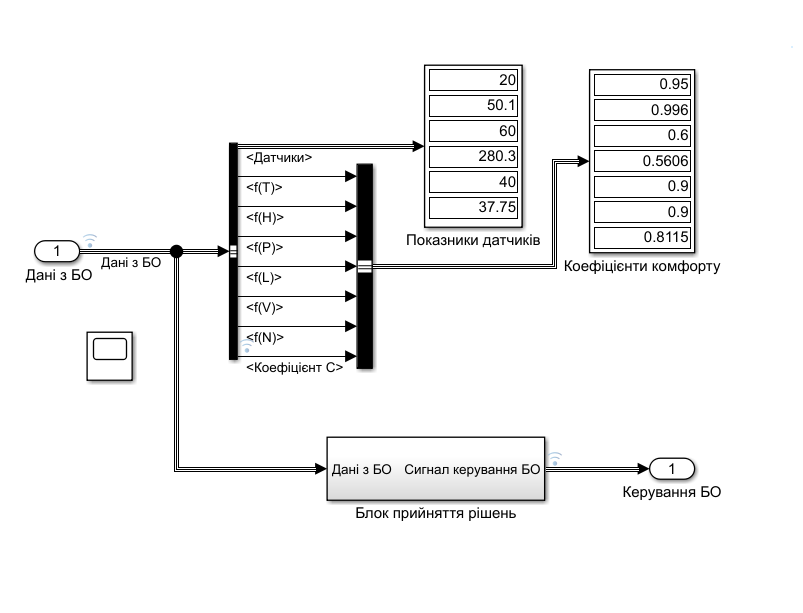 20
50.1
60
280.3
40
37.75
Показники датчиків
0.95
0.996
0.6
0.5606
0.9
0.9
0.8115
Коефіцієнти комфорту
1
Дані з БО
Дані з БО
<Датчики>
<f(T)>
<f(H)>
<f(P)>
<f(L)>
<f(V)>
<f(N)>
<Коефіцієнт C>
Дані з БО Сигнал керування БО
Блок прийняття рішень
1
Керування БО